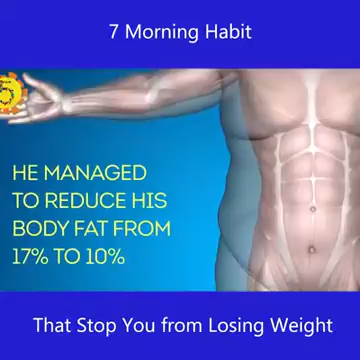 7 Morning Habit
5
HE MANAGED
TO REDUCE HIS
BODY FAT FROM
17% TO 10%
That Stop You from Losing Weight